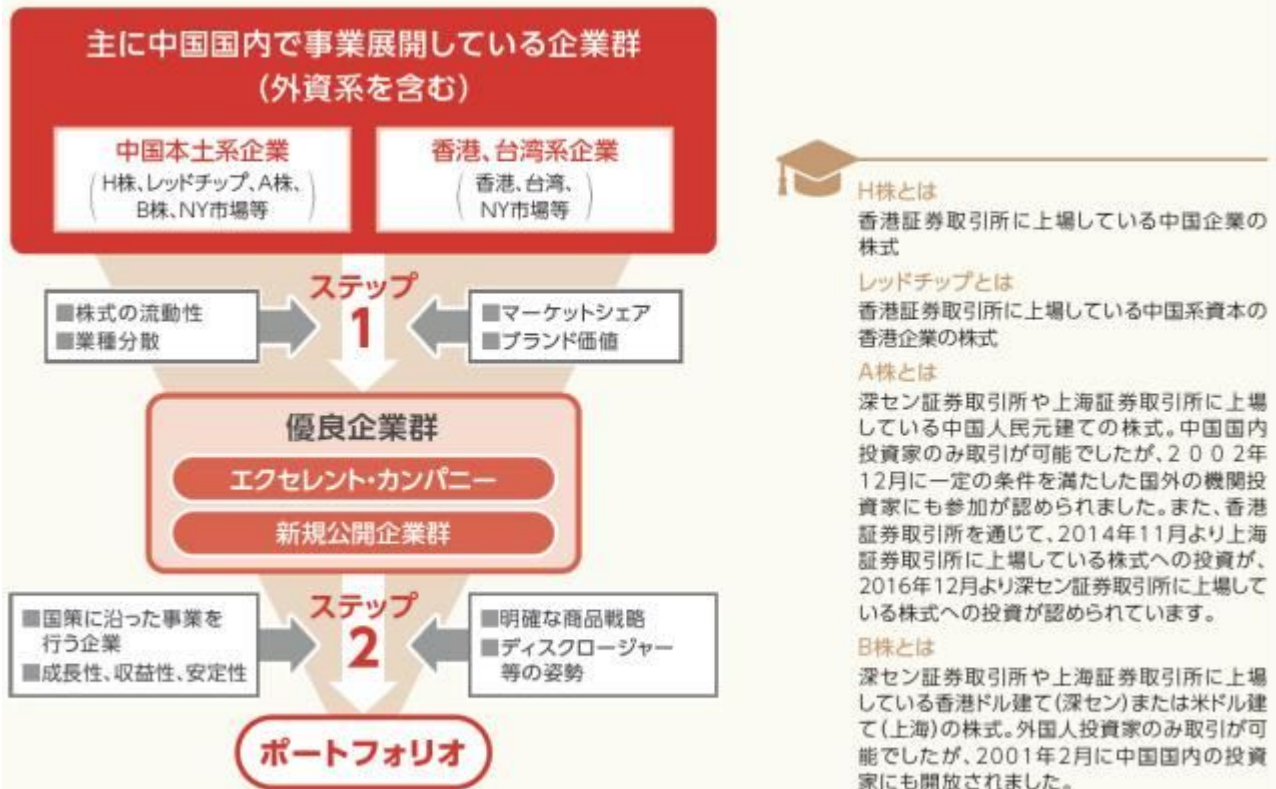 主に中国国内で事業展開している企業群
(外資系を含む)
中国本土系企業
(H株、レッドチップ、A株、
B株、NY市場等)
香港、台湾系企業
(香港、台湾、
NY市場等)
ステップ
1
■株式の流動性
■業種分散
■マーケットシェア
■ブランド価値
優良企業群
エクセレント・カンパニー
新規公開企業群
ステップ
2
■国策に沿った事業を
行う企業
■成長性、収益性、安定性
■明確な商品戦略
■ディスクロージャー
等の姿勢
ポートフォリオ
H株とは
香港証券取引所に上場している中国企業の
株式
レッドチップとは
香港証券取引所に上場している中国系資本の
香港企業の株式
A株とは
深セン証券取引所や上海証券取引所に上場
している中国人民元建ての株式。中国国内
投資家のみ取引が可能でしたが、2002年
12月に一定の条件を満たした国外の機関投
資家にも参加が認められました。また、香港
証券取引所を通じて、2014年11月より上海
証券取引所に上場している株式への投資が、
2016年12月より深セン証券取引所に上場して
いる株式への投資が認められています。
B株とは
深セン証券取引所や上海証券取引所に上場
している香港ドル建て(深セン)または米ドル建
て(上海)の株式。外国人投資家のみ取引が可
能でしたが、2001年2月に中国国内の投資
家にも開放されました。